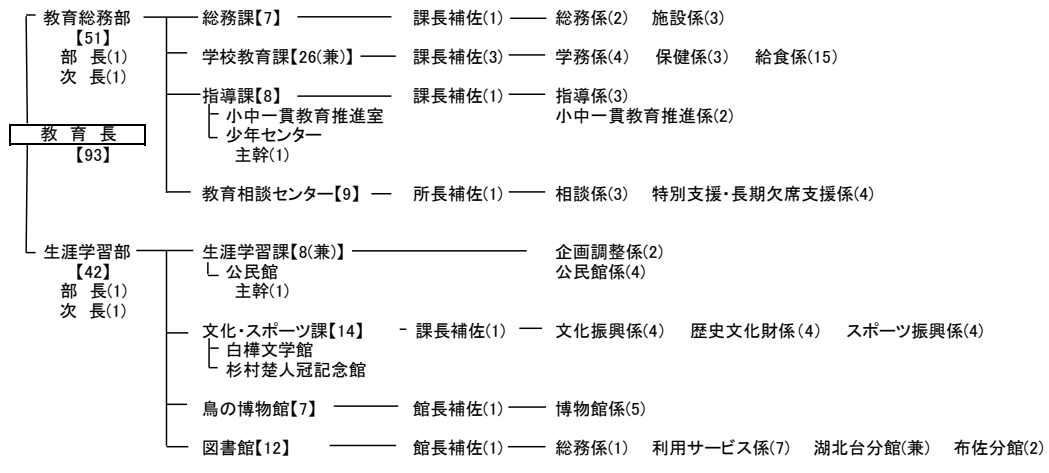 教育総務部 総務課【7】 課長補佐(1) 総務係(2) 施設係(3)
【51】
部 長(1) 学校教育課【26(兼)】 課長補佐(3) 学務係(4) 保健係(3) 給食係(15)
次 長(1)
指導課【8】 課長補佐(1) 指導係(3)
小中一貫教育推進室 小中一貫教育推進係(2)
教 育 長 少年センター
【93】 主幹(1)
教育相談センター【9】 所長補佐(1) 相談係(3) 特別支援・長期欠席支援係(4)
生涯学習部 生涯学習課【8(兼)】 企画調整係(2)
【42】 公民館 公民館係(4)
部 長(1) 主幹(1)
次 長(1)
文化・スポーツ課【14】 課長補佐(1) 文化振興係(4) 歴史文化財係(4) スポーツ振興係(4)
白樺文学館
杉村楚人冠記念館
鳥の博物館【7】 館長補佐(1) 博物館係(5)
図書館【12】 館長補佐(1) 総務係(1) 利用サービス係(7) 湖北台分館(兼) 布佐分館(2)